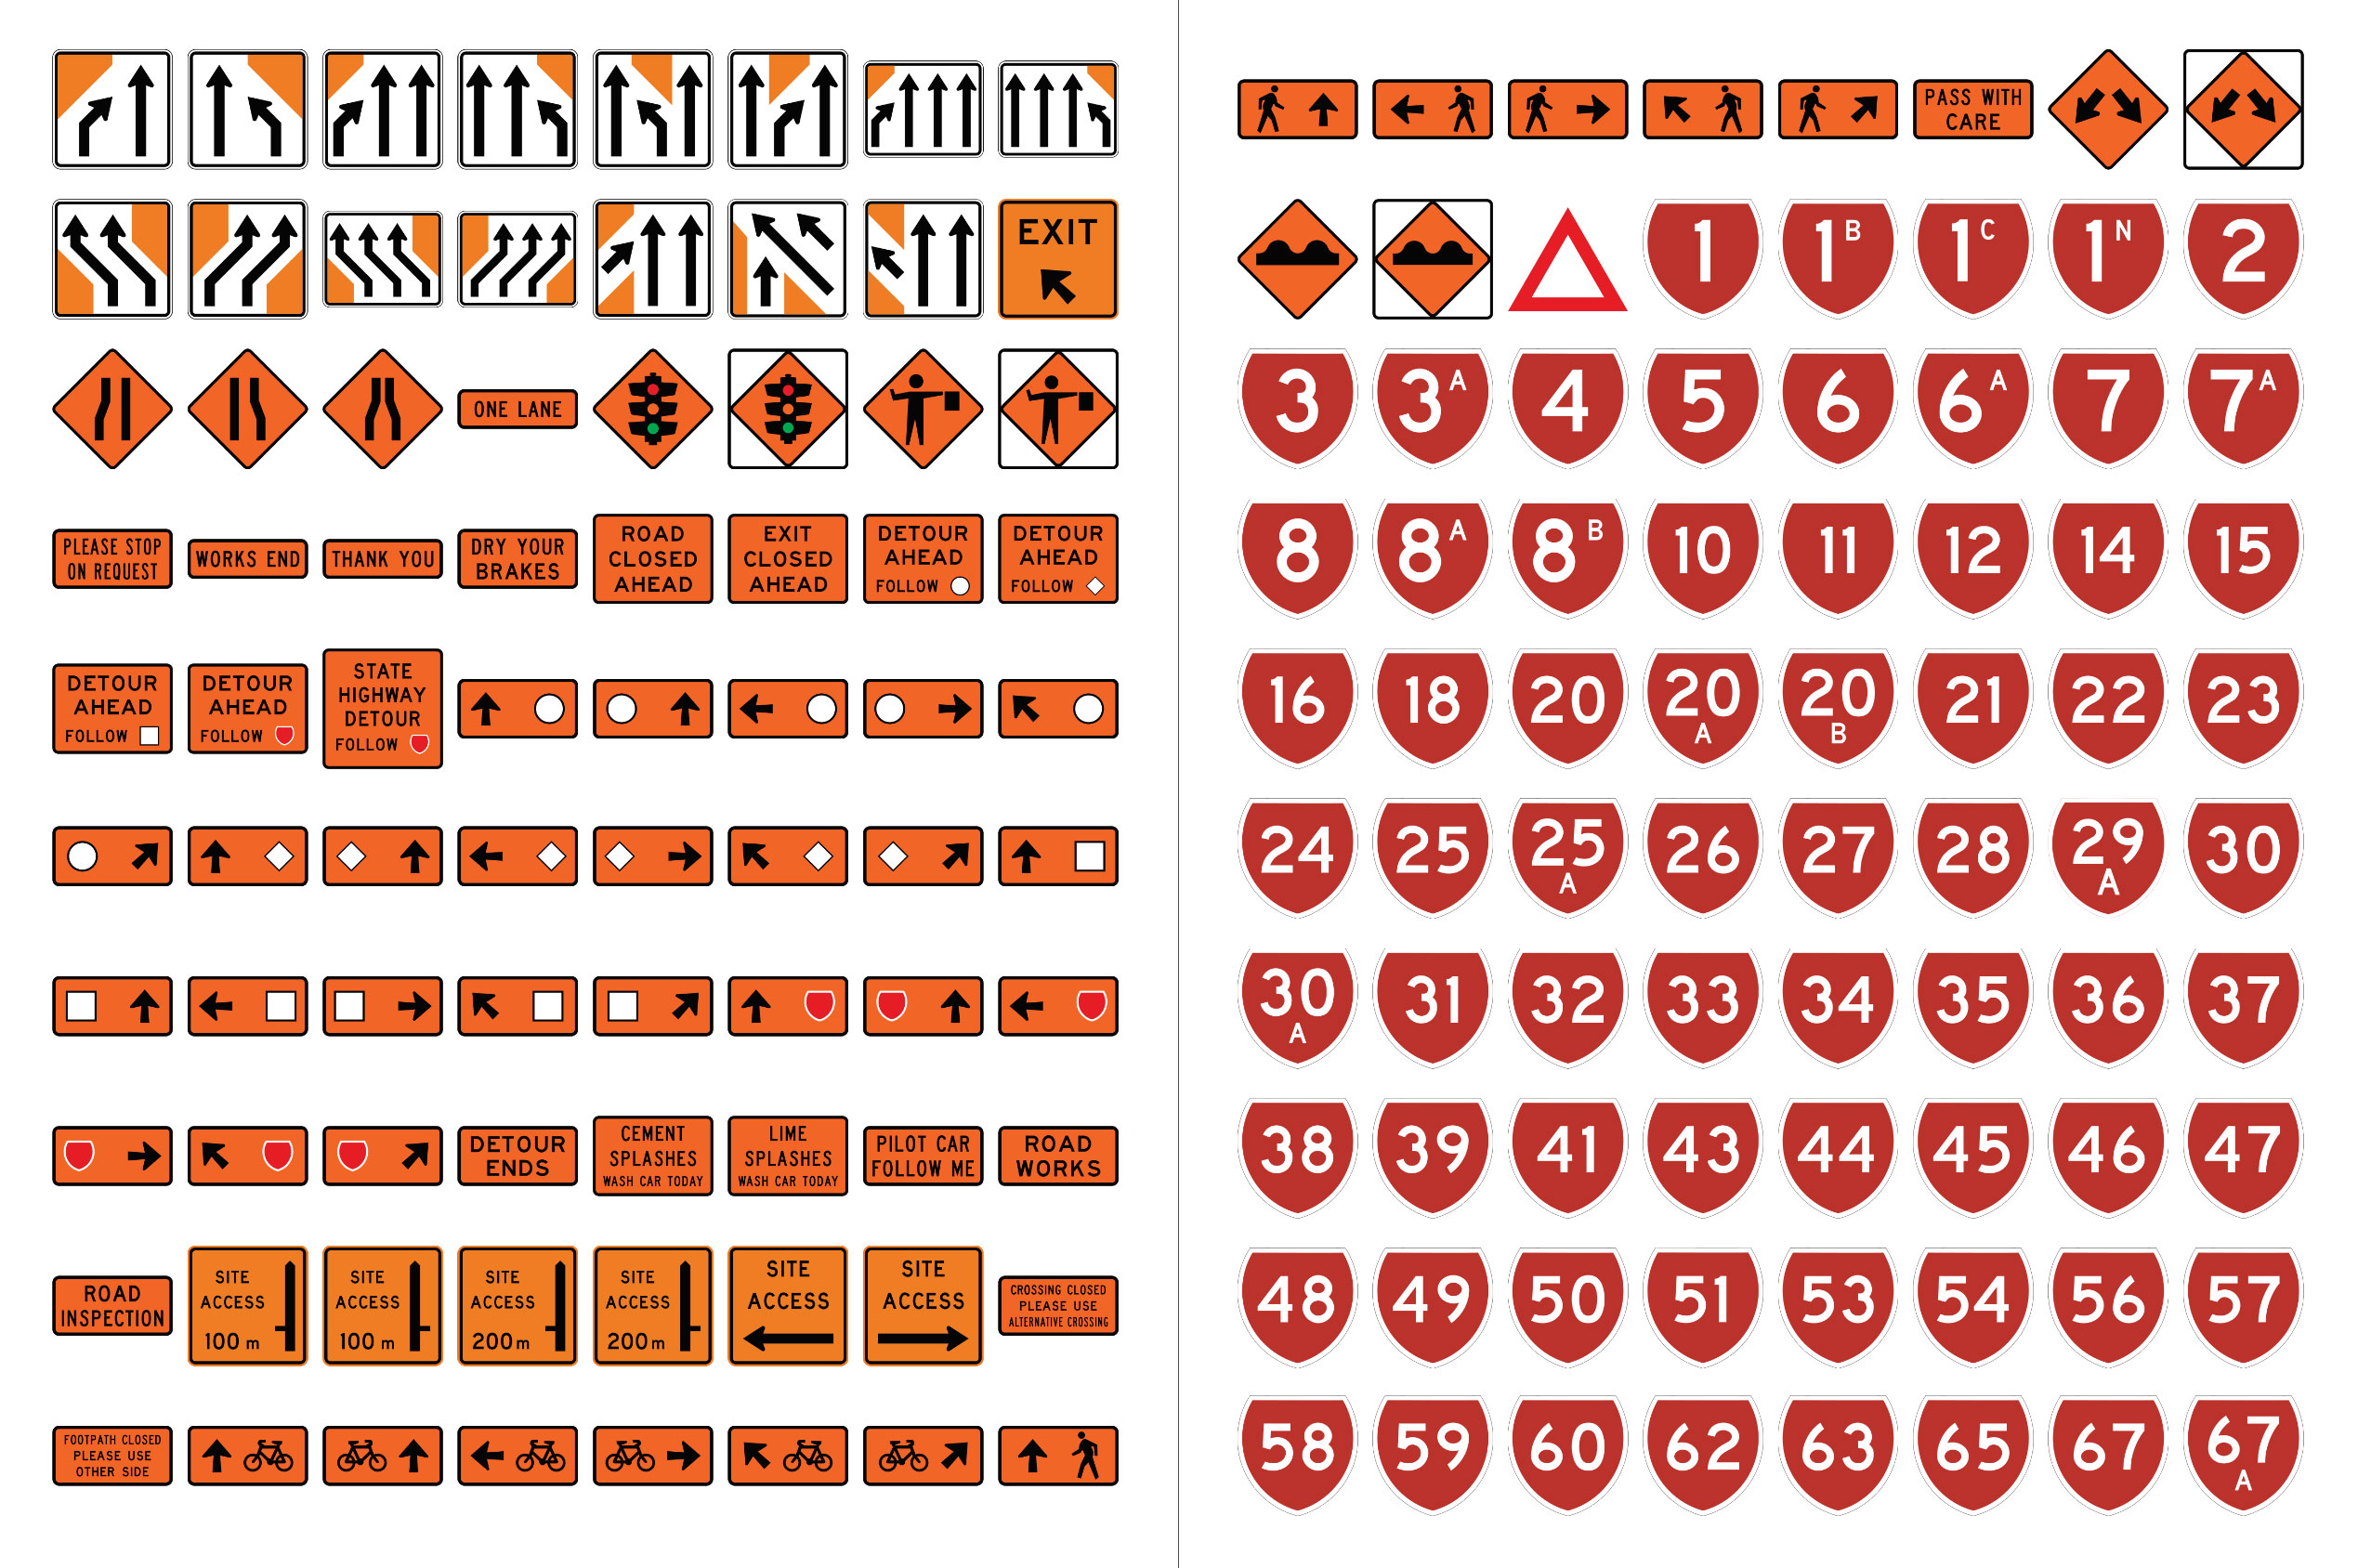 EXIT
ONE LANE
PLEASE STOP
ON REQUEST
WORKS END
THANK YOU
DRY YOUR
BRAKES
ROAD
CLOSED
AHEAD
EXIT
CLOSED
AHEAD
DETOUR
AHEAD
FOLLOW
DETOUR
AHEAD
FOLLOW
DETOUR
AHEAD
FOLLOW
DETOUR
AHEAD
FOLLOW
STATE
HIGHWAY
DETOUR
FOLLOW
DETOUR
ENDS
CEMENT
SPLASHES
WASH CAR TODAY
LIME
SPLASHES
WASH CAR TODAY
PILOT CAR
FOLLOW ME
ROAD
WORKS
ROAD
INSPECTION
SITE
ACCESS
100 m
SITE
ACCESS
100 m
SITE
ACCESS
200 m
SITE
ACCESS
200 m
SITE
ACCESS
SITE
ACCESS
CROSSING CLOSED
PLEASE USE
ALTERNATIVE CROSSING
FOOTPATH CLOSED
PLEASE USE
OTHER SIDE
PASS WITH
CARE
1
1 B
1 C
1 N
2
3
3 A
4
5
6
6 A
7
7 A
8
8 A
8 B
10
11
12
14
15
16
18
20
20
A
20
B
21
22
23
24
25
25
A
26
27
28
29
A
30
30
A
31
32
33
34
35
36
37
38
39
41
43
44
45
46
47
48
49
50
51
53
54
56
57
58
59
60
62
63
65
67
67
A